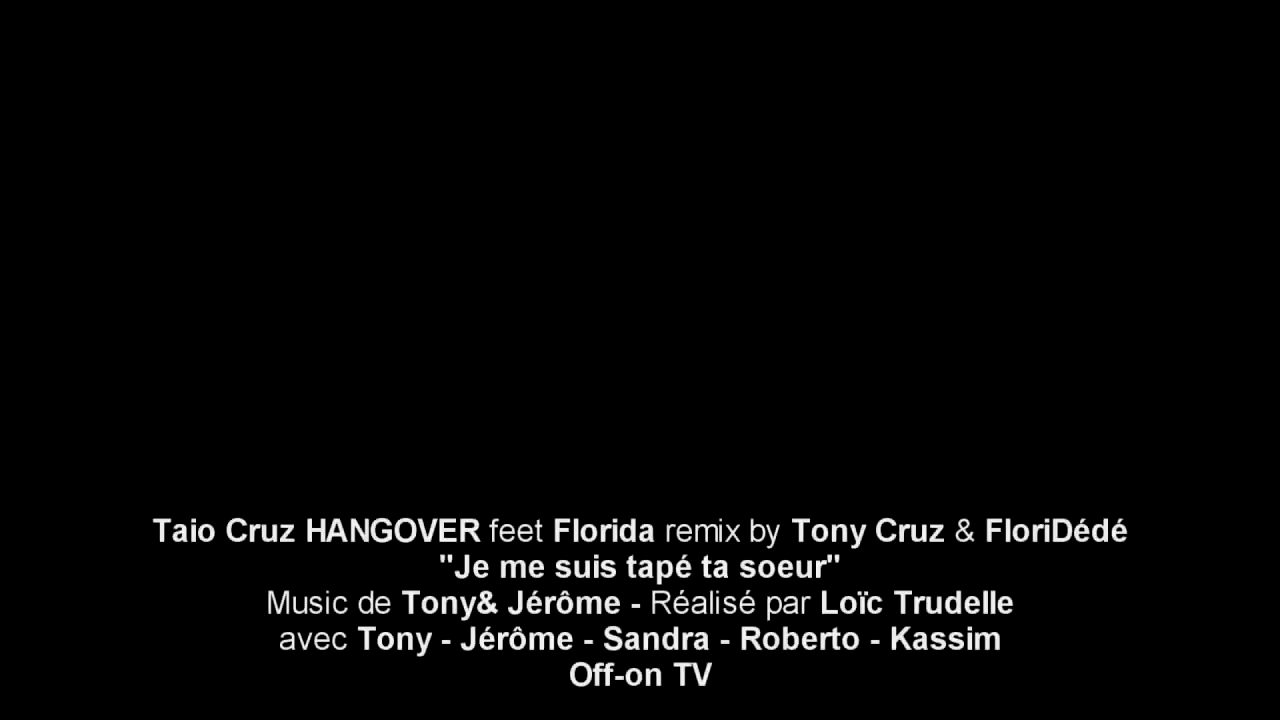 Taio Cruz HANGOVER feet Florida remix by Tony Cruz & FloriDédé
"Je me suis tapé ta soeur"
Music de Tony& Jérôme - Réalisé par Loïc Trudelle
avec Tony - Jérôme - Sandra - Roberto - Kassim
Off-on TV